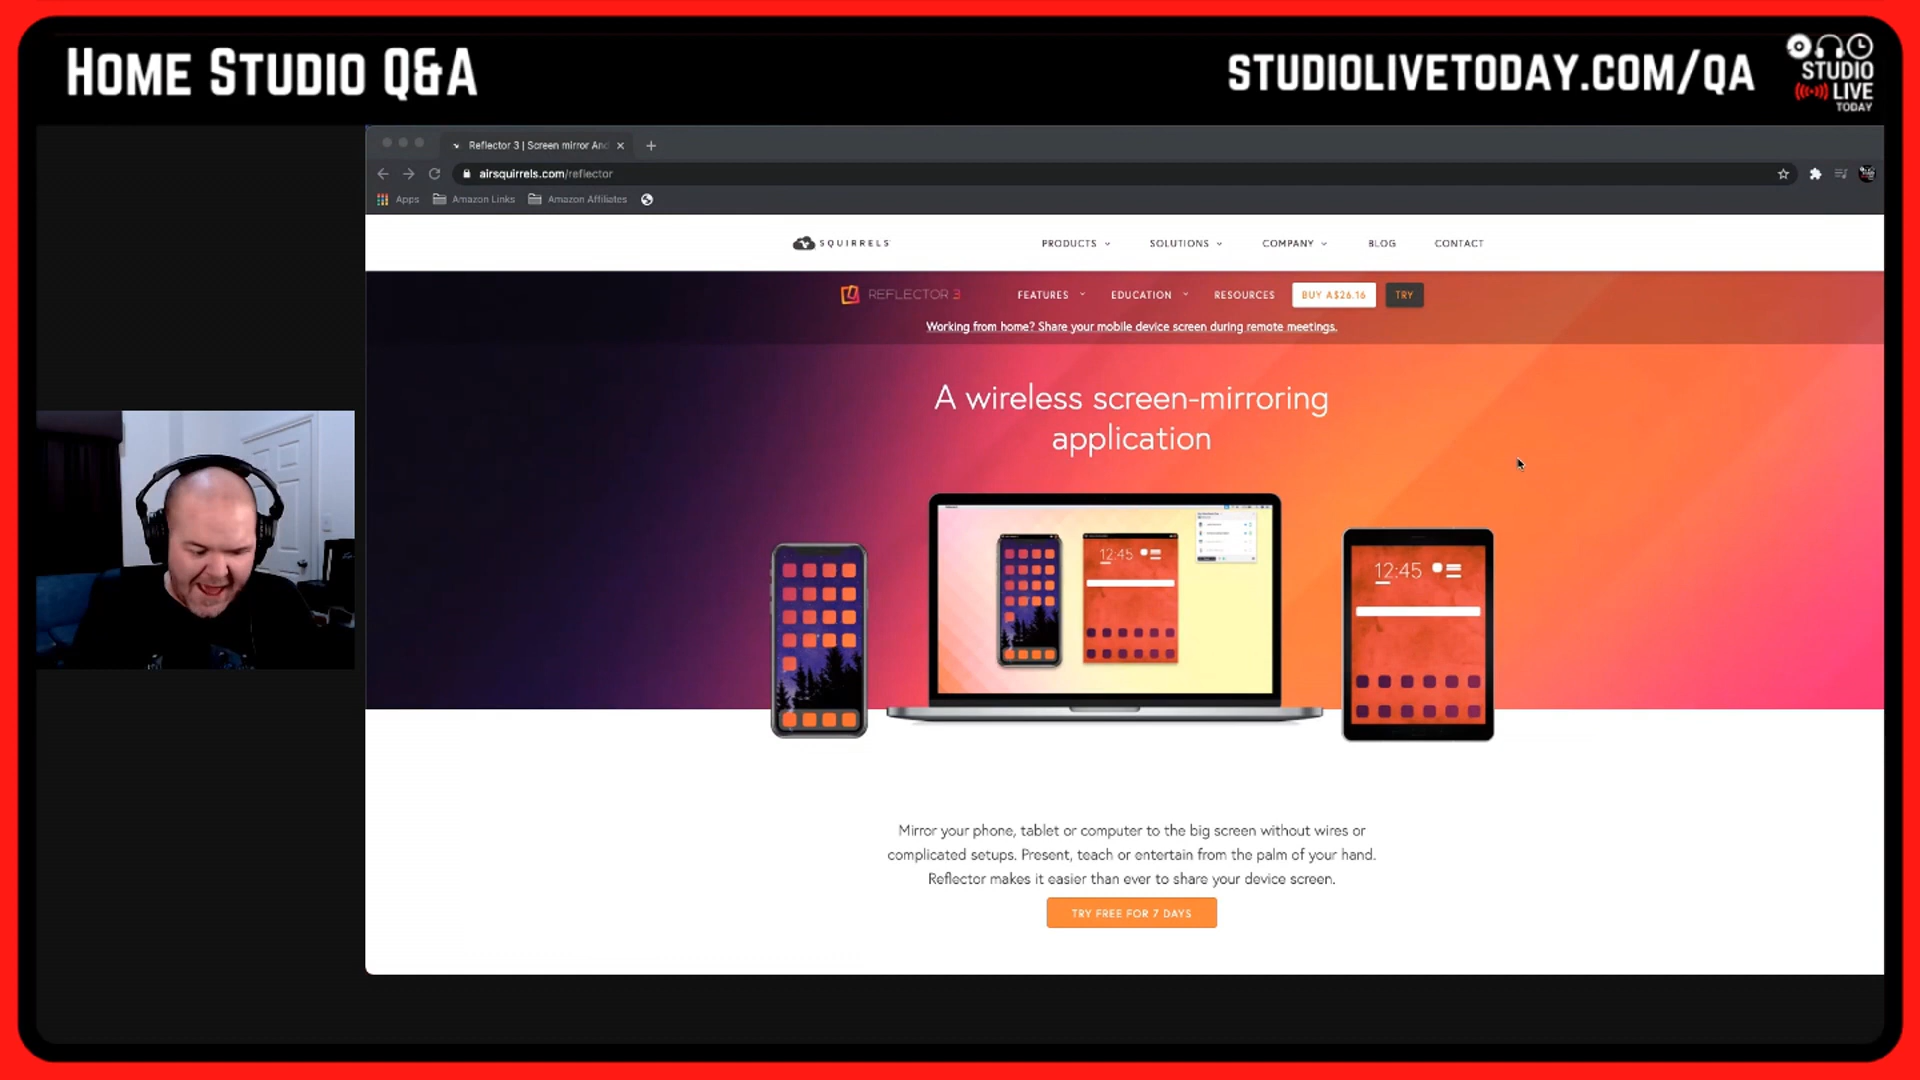 HOME STUDIO Q&A
STUDIOLIVETODAY.COM/QA
STUDIO
LIVE
TODAY
Reflector 3 | Screen mirror And
airsquirrels.com/reflector
Apps
Amazon Links
Amazon Affiliates
SQUIRRELS
PRODUCTS
SOLUTIONS
COMPANY
BLOG
CONTACT
REFLECTOR 3
FEATURES
EDUCATION
RESOURCES
BUY A$26.16
TRY
Working from home? Share your mobile device screen during remote meetings.
A wireless screen-mirroring
application
12:45
12:45
Mirror your phone, tablet or computer to the big screen without wires or
complicated setups. Present, teach or entertain from the palm of your hand.
Reflector makes it easier than ever to share your device screen.
TRY FREE FOR 7 DAYS